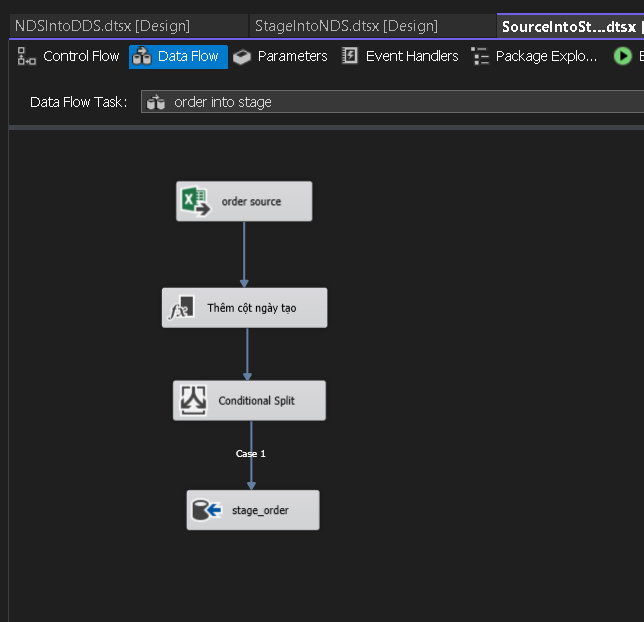 NDSIntoDDS.dtsx [Design] StageIntoNDS.dtsx [Design] SourceIntoSt...dtsx [
Control Flow Data Flow Parameters Event Handlers Package Explo... E
Data Flow Task: order into stage
order source
Thêm cột ngày tạo
Conditional Split
Case 1
stage_order